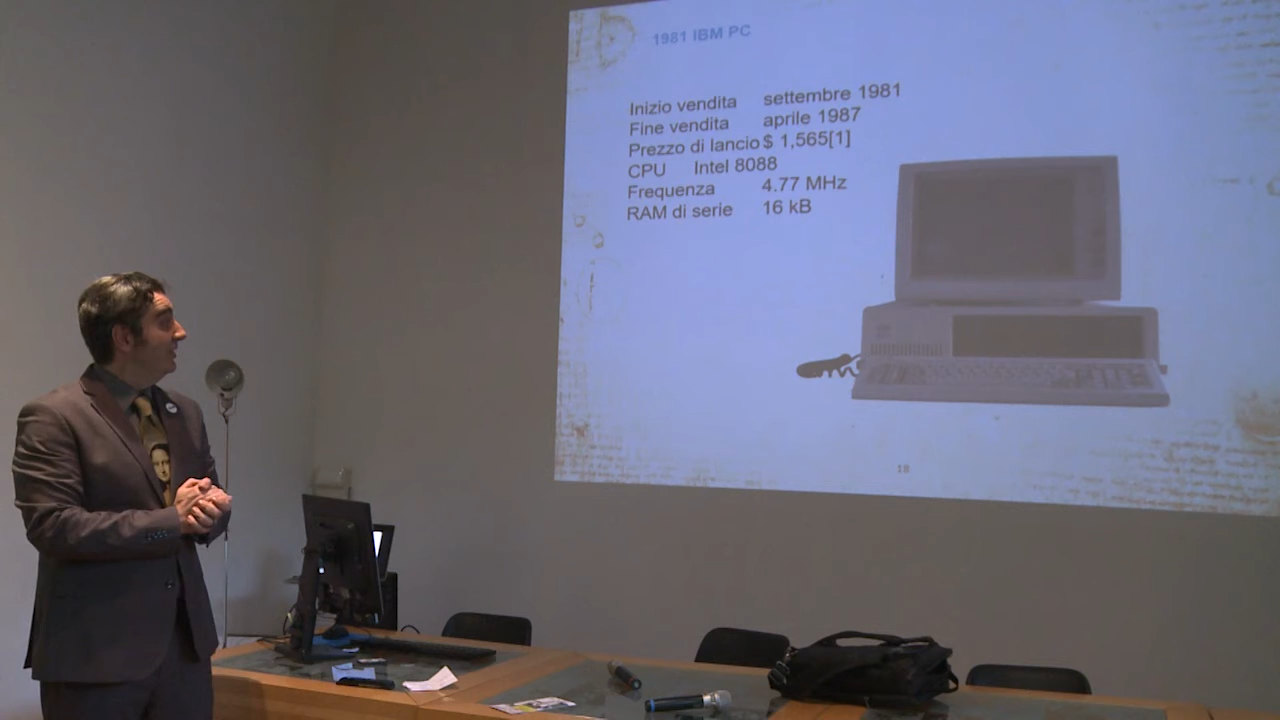 1981 IBM PC
Inizio vendita settembre 1981
Fine vendita aprile 1987
Prezzo di lancio $ 1,565[1]
CPU Intel 8088
Frequenza 4.77 MHz
RAM di serie 16 kB
18